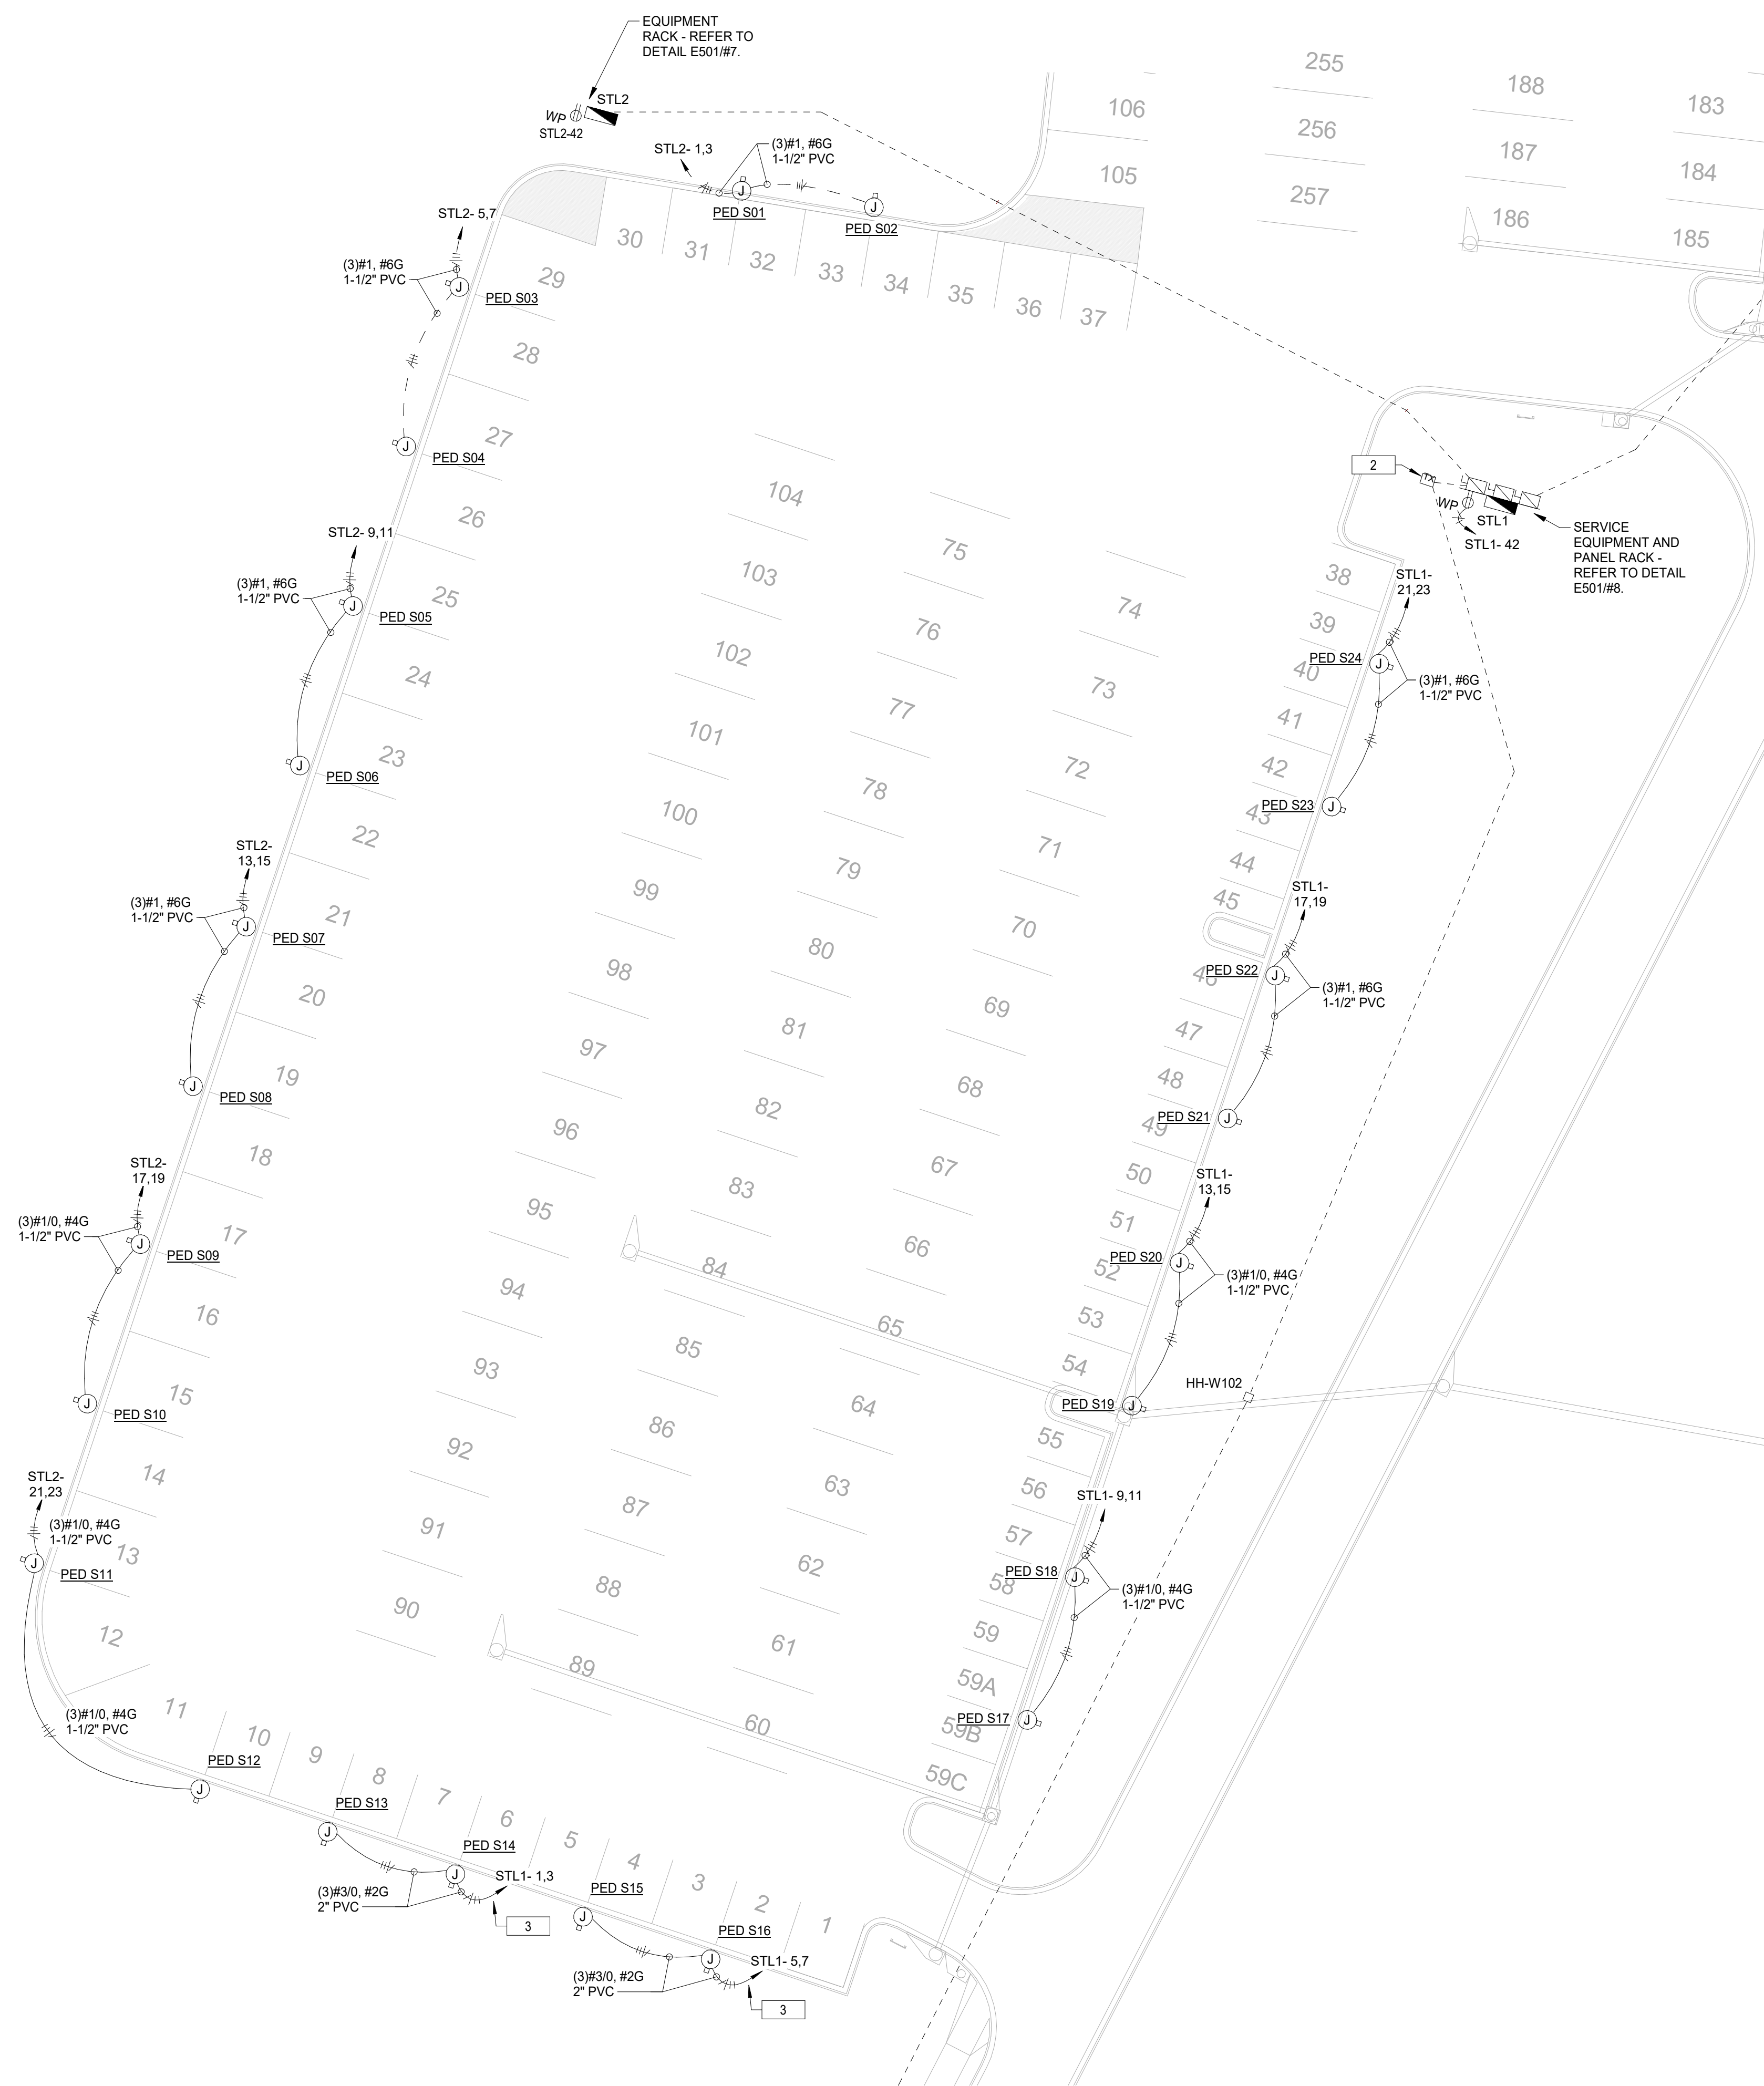 EQUIPMENT
RACK - REFER TO
DETAIL E501/#7.
STL2
WP
STL2-42
STL2- 1,3
(3)#1, #6G
1-1/2" PVC
J
PED S01
J
PED S02
255
256
257
188
187
186
183
184
185
106
105
STL2- 5,7
(3)#1, #6G
1-1/2" PVC
J
PED S03
J
PED S04
30
31
32
33
34
35
36
37
29
28
27
26
25
24
23
22
21
20
19
18
17
16
15
14
13
12
STL2- 9,11
(3)#1, #6G
1-1/2" PVC
J
PED S05
J
PED S06
STL2-
13,15
(3)#1, #6G
1-1/2" PVC
J
PED S07
J
PED S08
STL2-
17,19
(3)#1/0, #4G
1-1/2" PVC
J
PED S09
J
PED S10
STL2-
21,23
(3)#1/0, #4G
1-1/2" PVC
J
PED S11
(3)#1/0, #4G
1-1/2" PVC
J
PED S12
104
103
102
101
100
99
98
97
96
95
94
93
92
91
90
75
76
77
78
79
80
81
82
83
84
85
86
87
88
89
74
73
72
71
70
69
68
67
66
65
64
63
62
61
60
2
TX
WP
STL1
STL1- 42
SERVICE
EQUIPMENT AND
PANEL RACK -
REFER TO DETAIL
E501/#8.
38
39
40
41
42
43
44
45
46
47
48
49
50
51
52
53
54
55
56
57
58
59
59A
59B
59C
STL1-
21,23
PED S24
J
(3)#1, #6G
1-1/2" PVC
PED S23
J
STL1-
17,19
PED S22
J
(3)#1, #6G
1-1/2" PVC
PED S21
J
STL1-
13,15
PED S20
J
(3)#1/0, #4G
1-1/2" PVC
HH-W102
PED S19
J
STL1- 9,11
PED S18
J
(3)#1/0, #4G
1-1/2" PVC
PED S17
J
11
10
9
8
7
6
5
4
3
2
1
PED S13
J
PED S14
J
STL1- 1,3
(3)#3/0, #2G
2" PVC
3
PED S15
J
PED S16
J
STL1- 5,7
(3)#3/0, #2G
2" PVC
3